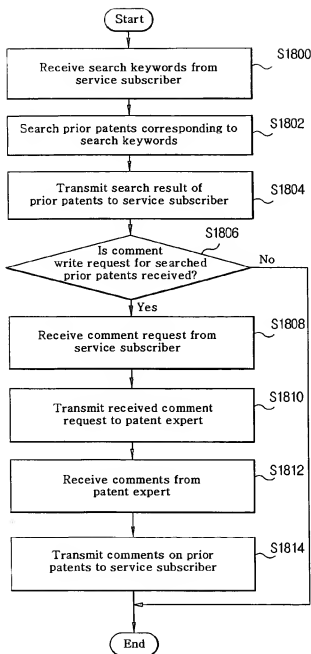 Start
S1800
Receive search keywords from
service subscriber
S1802
Search prior patents corresponding to
search keywords
S1804
Transmit search result of
prior patents to service subscriber
S1806
Is comment
write request for searched
prior patents received?
No
Yes
S1808
Receive comment request from
service subscriber
S1810
Transmit received comment
request to patent expert
S1812
Receive comments from
patent expert
S1814
Transmit comments on prior
patents to service subscriber
End